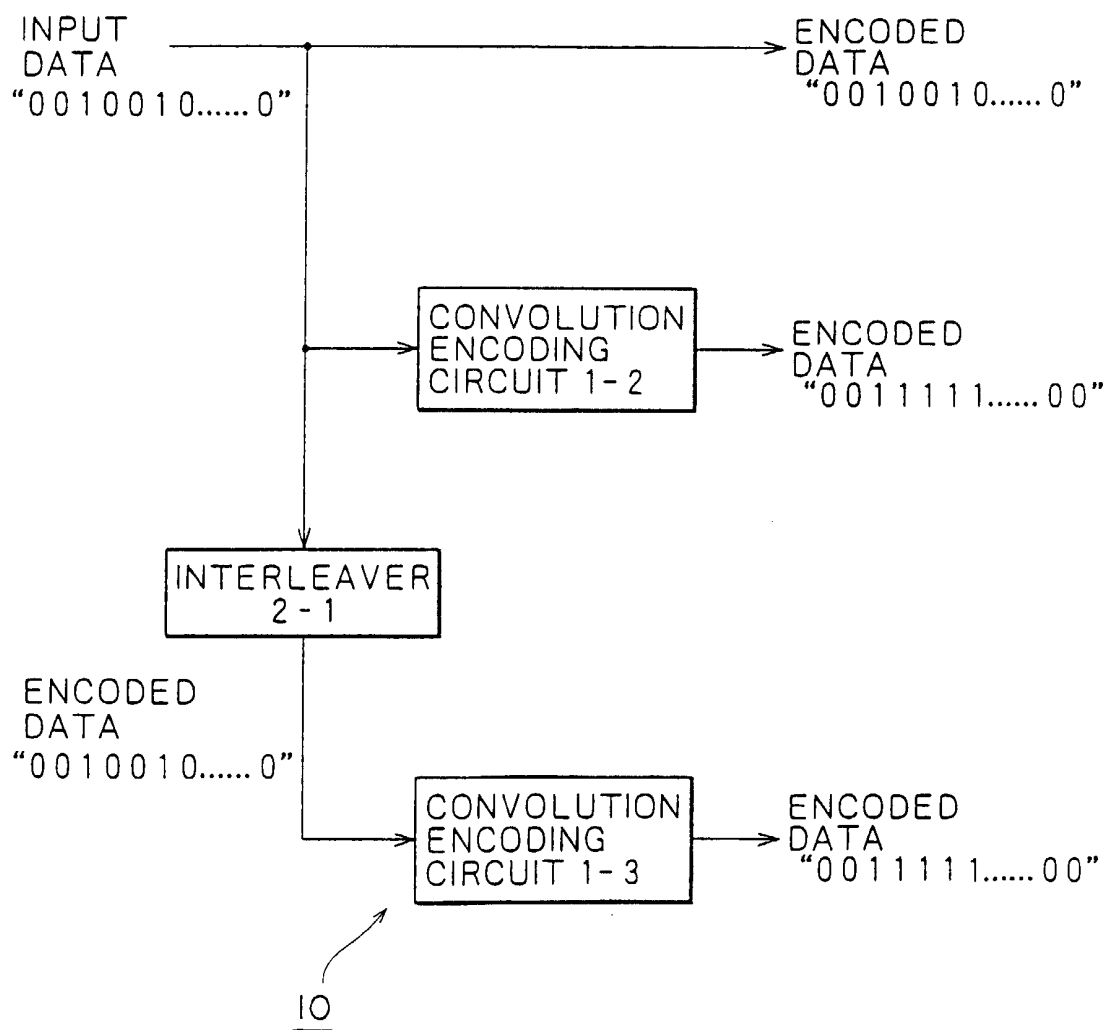 INPUT
DATA
“0010010......0”
ENCODED
DATA
“0010010......0”
CONVOLUTION
ENCODING
CIRCUIT 1-2
ENCODED
DATA
“0011111......00”
INTERLEAVER
2-1
ENCODED
DATA
“0010010......0”
CONVOLUTION
ENCODING
CIRCUIT 1-3
ENCODED
DATA
“0011111......00”
10